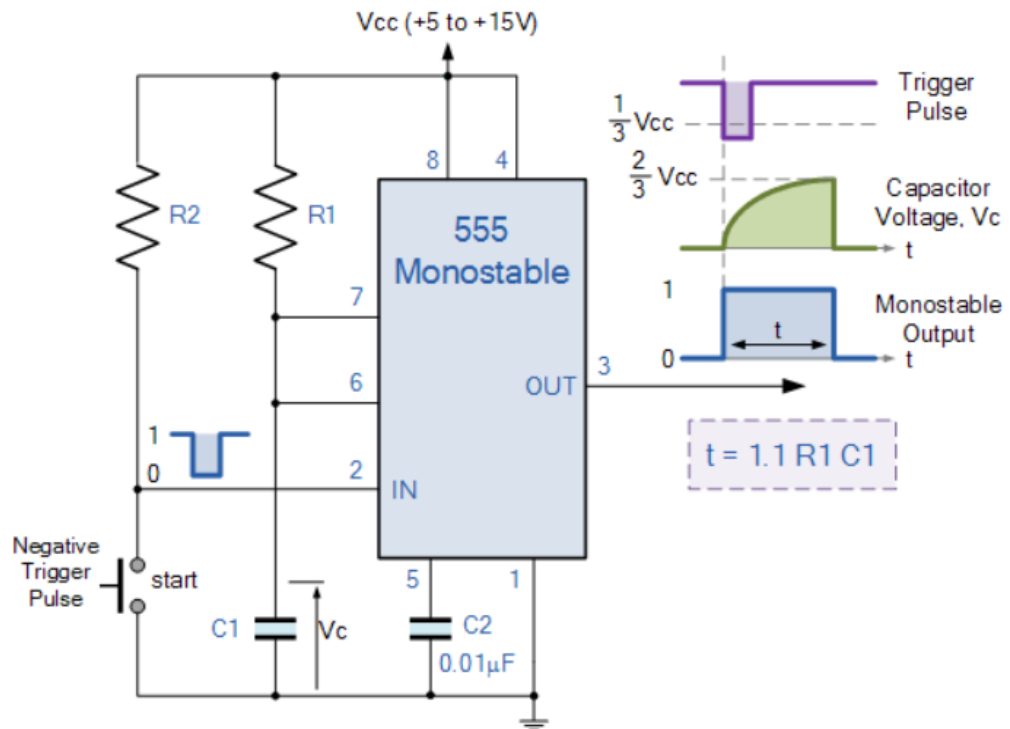 Vcc (+5 to +15V)
Trigger
Pulse
1/3 Vcc
2/3 Vcc
Capacitor
Voltage, Vc
t
8
4
R2
R1
555
Monostable
7
1
Monostable
Output
t
0
t
3
6
OUT
t = 1.1 R1 C1
1
0
2
IN
Negative
Trigger
Pulse
start
5
1
C1
Vc
C2
0.01μF